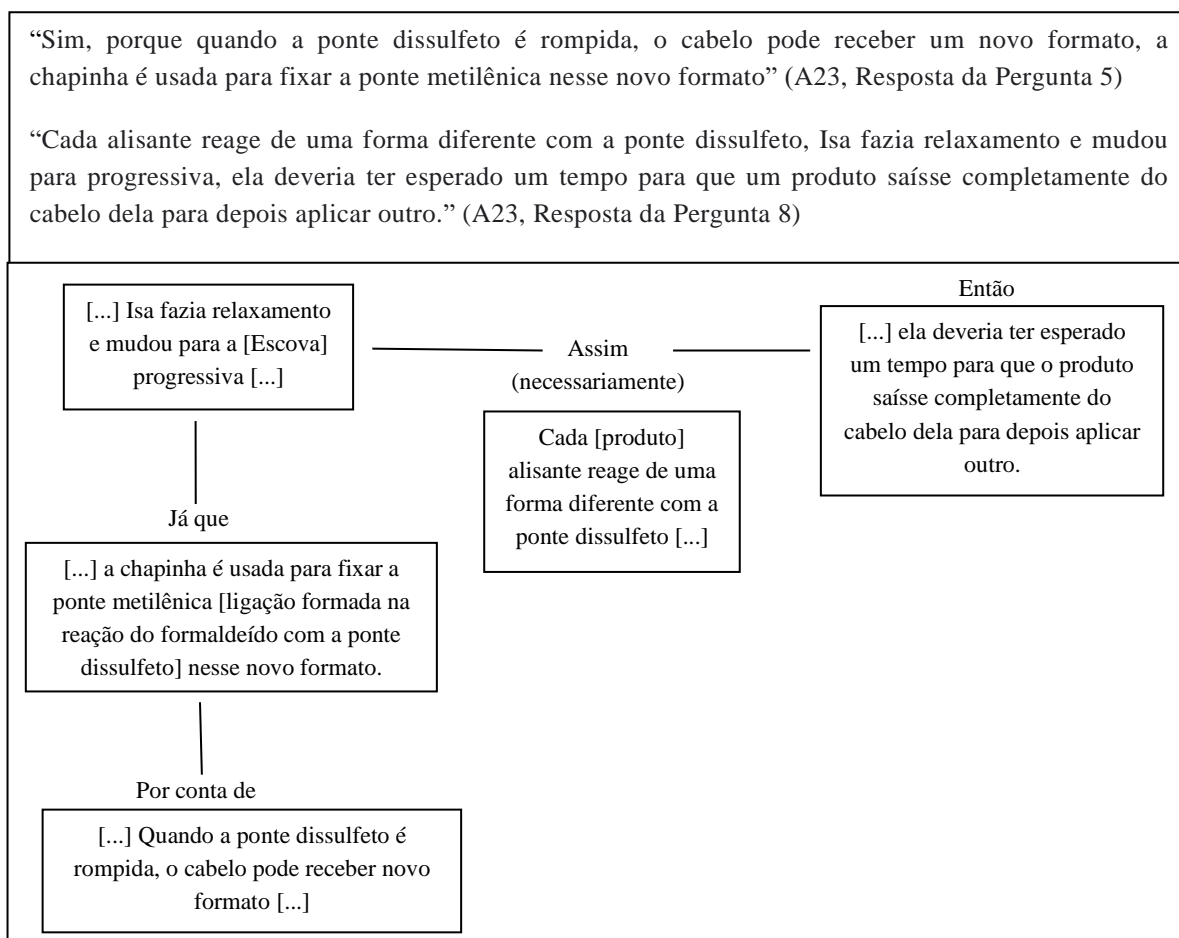 “Sim, porque quando a ponte dissulfeto é rompida, o cabelo pode receber um novo formato, a
chapinha é usada para fixar a ponte metilênica nesse novo formato” (A23, Resposta da Pergunta 5)
“Cada alisante reage de uma forma diferente com a ponte dissulfeto, Isa fazia relaxamento e mudou
para progressiva, ela deveria ter esperado um tempo para que um produto saísse completamente do
cabelo dela para depois aplicar outro.” (A23, Resposta da Pergunta 8)
[...] Isa fazia relaxamento
e mudou para a [Escova]
progressiva [...]
Assim
(necessariamente)
Então
[...] ela deveria ter esperado
um tempo para que o produto
saísse completamente do
cabelo dela para depois aplicar
outro.
Cada [produto]
alisante reage de uma
forma diferente com a
ponte dissulfeto [...]
Já que
[...] a chapinha é usada para fixar a
ponte metilênica [ligação formada na
reação do formaldeído com a ponte
dissulfeto] nesse novo formato.
Por conta de
[...] Quando a ponte dissulfeto é
rompida, o cabelo pode receber novo
formato [...]